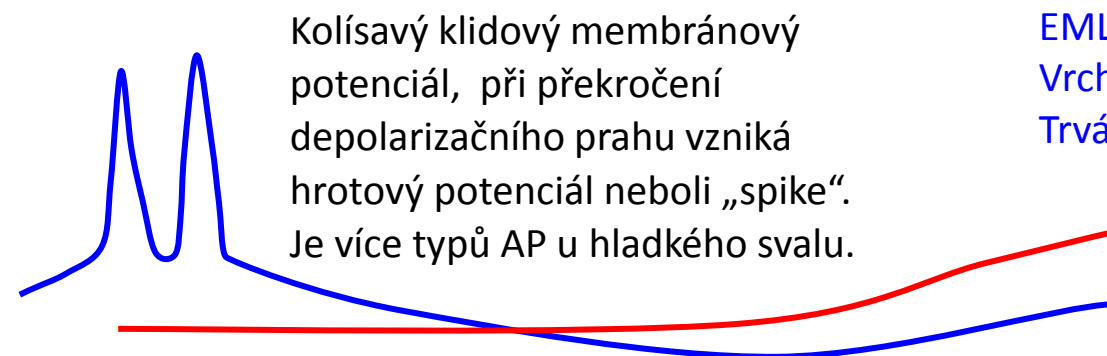 Kolísavý klidový membránový
potenciál, při překročení
depolarizačního prahu vzniká
hrotový potenciál neboli „spike“.
Je více typů AP u hladkého svalu.
EML
Vrch
Trvá